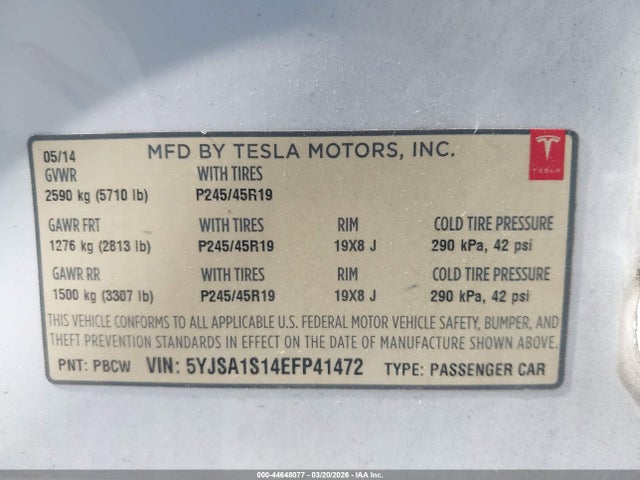 05/14 MFD BY TESLA MOTORS, INC.
TESLA
GVWR WITH TIRES
2590 kg (5710 lb) P245/45R19
GAWR FRT WITH TIRES RIM COLD TIRE PRESSURE
1276 kg (2813 lb) P245/45R19 19X8 J 290 kPa, 42 psi
GAWR RR WITH TIRES RIM COLD TIRE PRESSURE
1500 kg (3307 lb) P245/45R19 19X8 J 290 kPa, 42 psi
THIS VEHICLE CONFORMS TO ALL APPLICABLE U.S. FEDERAL MOTOR VEHICLE SAFETY, BUMPER, AND
THEFT PREVENTION STANDARDS IN EFFECT ON THE DATE OF MANUFACTURE SHOWN ABOVE.
PNT: PBCW VIN: 5YJSA1S14EFP41472 TYPE: PASSENGER CAR
000-44648077 - 03/20/2026 - IAA Inc.